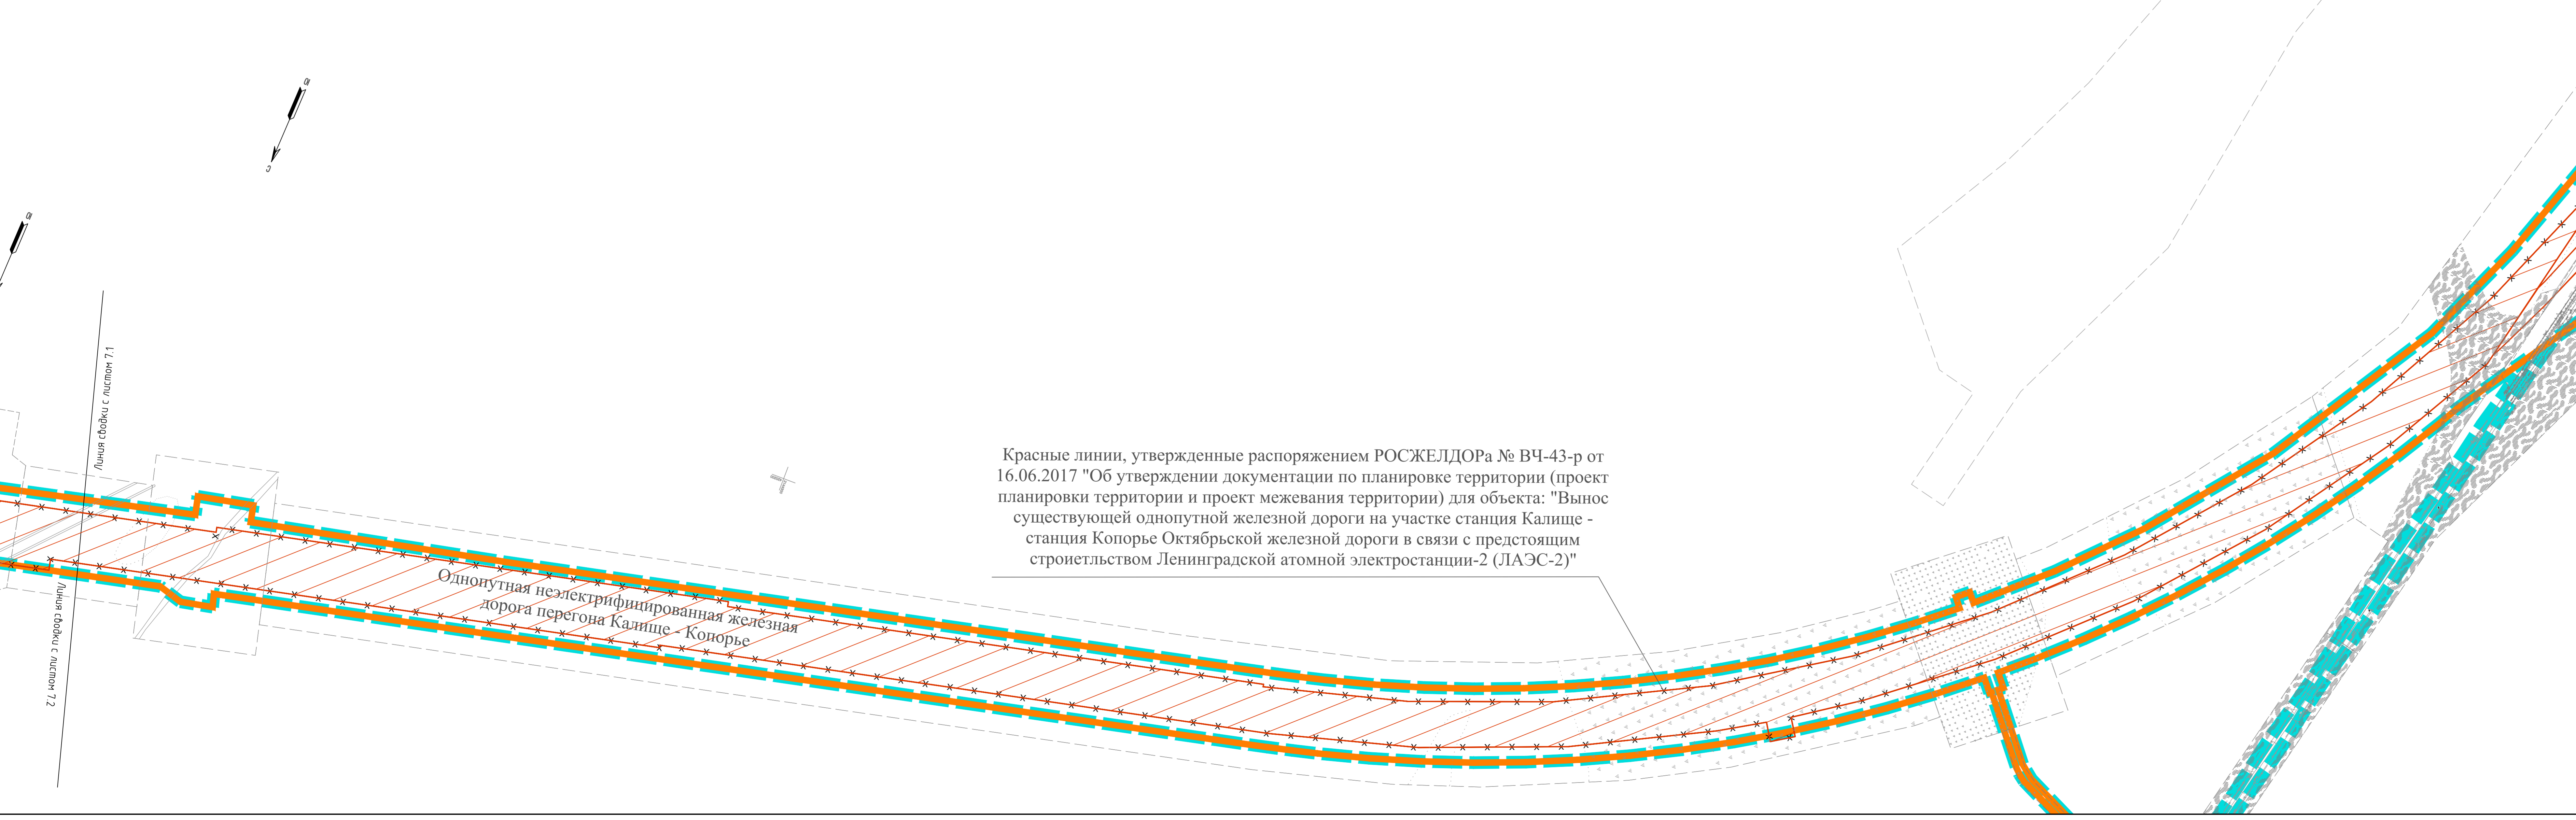 Ю
С
Ю
Линия сводки с листом 7.1
Линия сводки с листом 7.2
Однопутная неэлектрифицированная железная
дорога перегона Калище - Копорье
Красные линии, утвержденные распоряжением РОСЖЕЛДОРа № ВЧ-43-р от
16.06.2017 "Об утверждении документации по планировке территории (проект
планировки территории и проект межевания территории) для объекта: "Вынос
существующей однопутной железной дороги на участке станция Калище -
станция Копорье Октябрьской железной дороги в связи с предстоящим
строиетльством Ленинградской атомной электростанции-2 (ЛАЭС-2)"